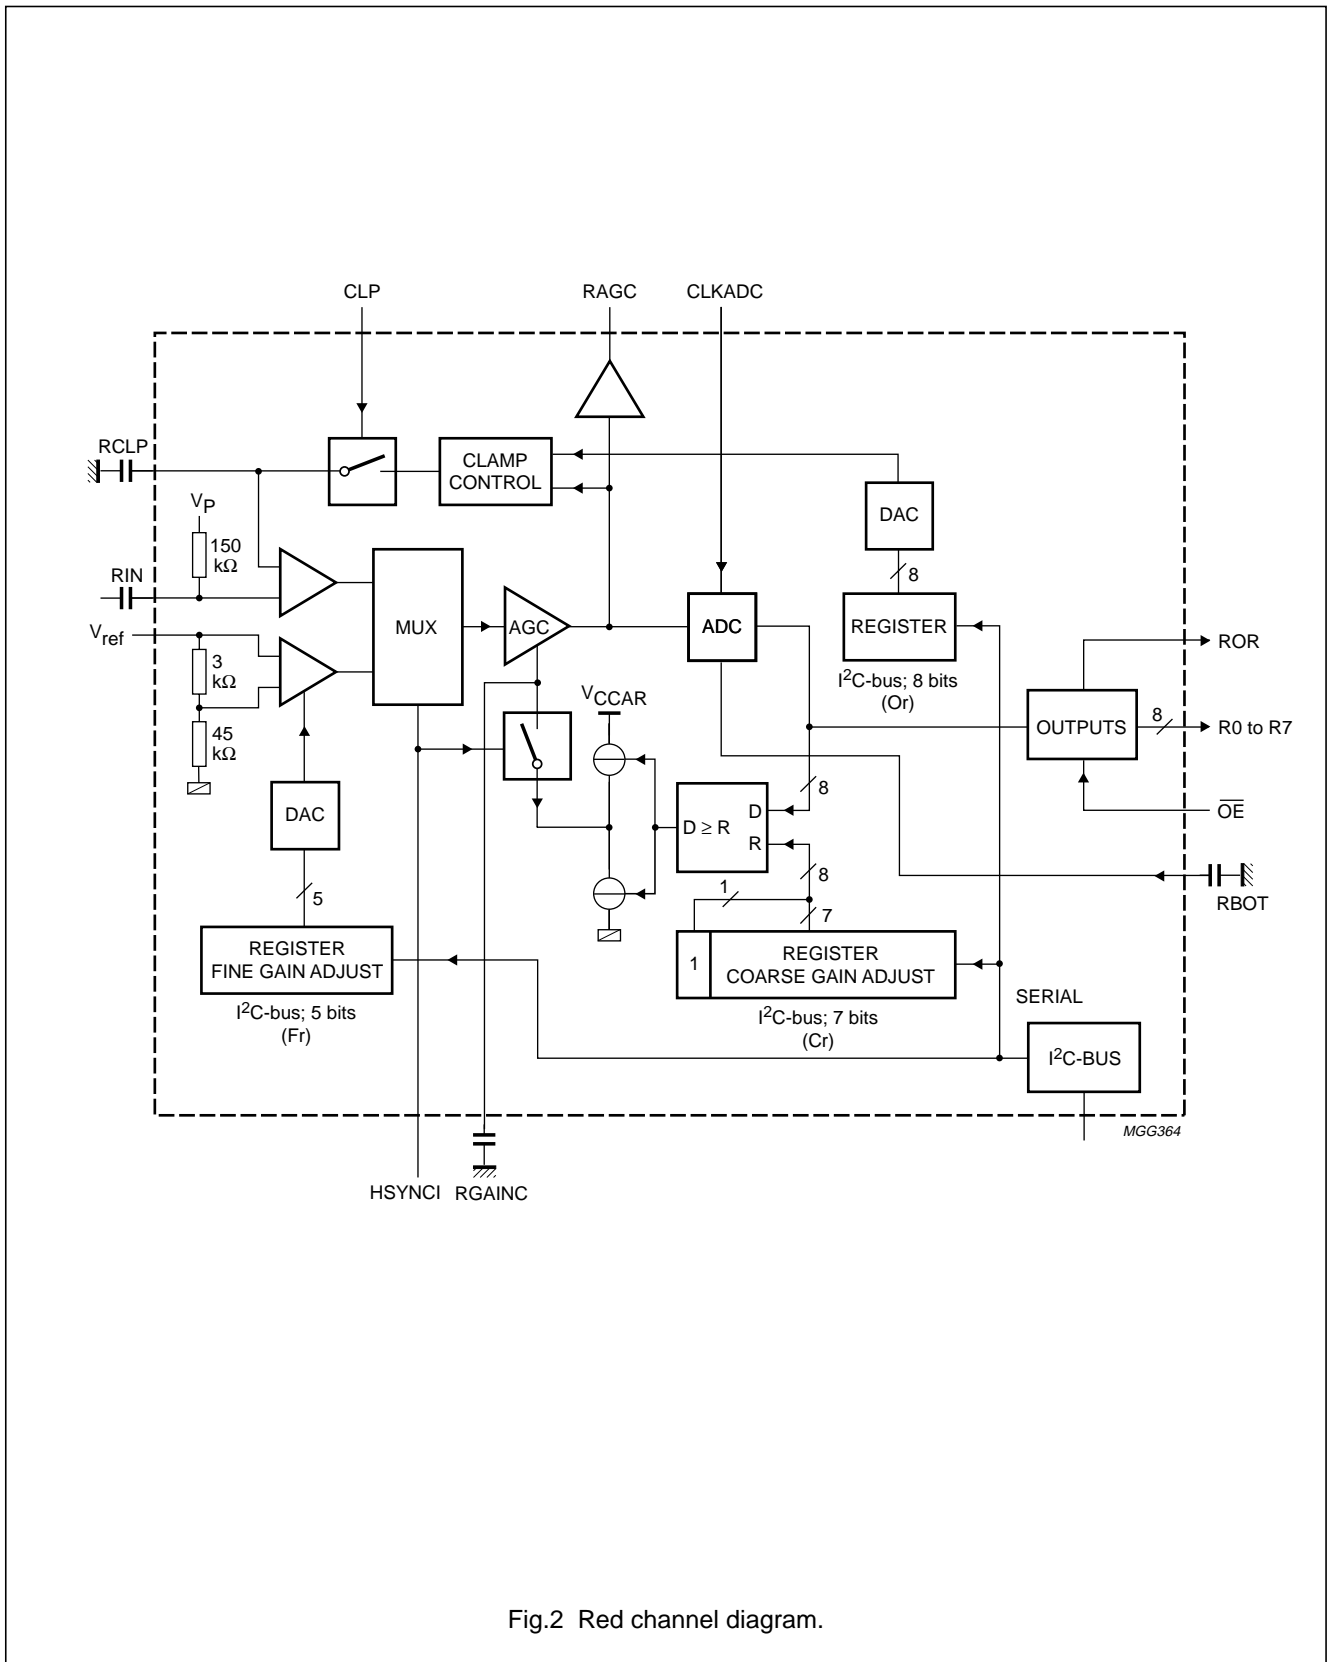 CLP
RAGC
CLKADC
RCLP
CLAMP
CONTROL
VP
DAC
150
kΩ
8
RIN
MUX
AGC
ADC
REGISTER
Vref
ROR
3
kΩ
I2C-bus; 8 bits
(Or)
VCCAR
8
OUTPUTS
R0 to R7
45
kΩ
8
DAC
D
D ≥ R
R
OE
8
1
5
7
RBOT
REGISTER
FINE GAIN ADJUST
1
REGISTER
COARSE GAIN ADJUST
SERIAL
I2C-bus; 5 bits
(Fr)
I2C-bus; 7 bits
(Cr)
I2C-BUS
MGG364
HSYNCI
RGAINC
Fig.2 Red channel diagram.